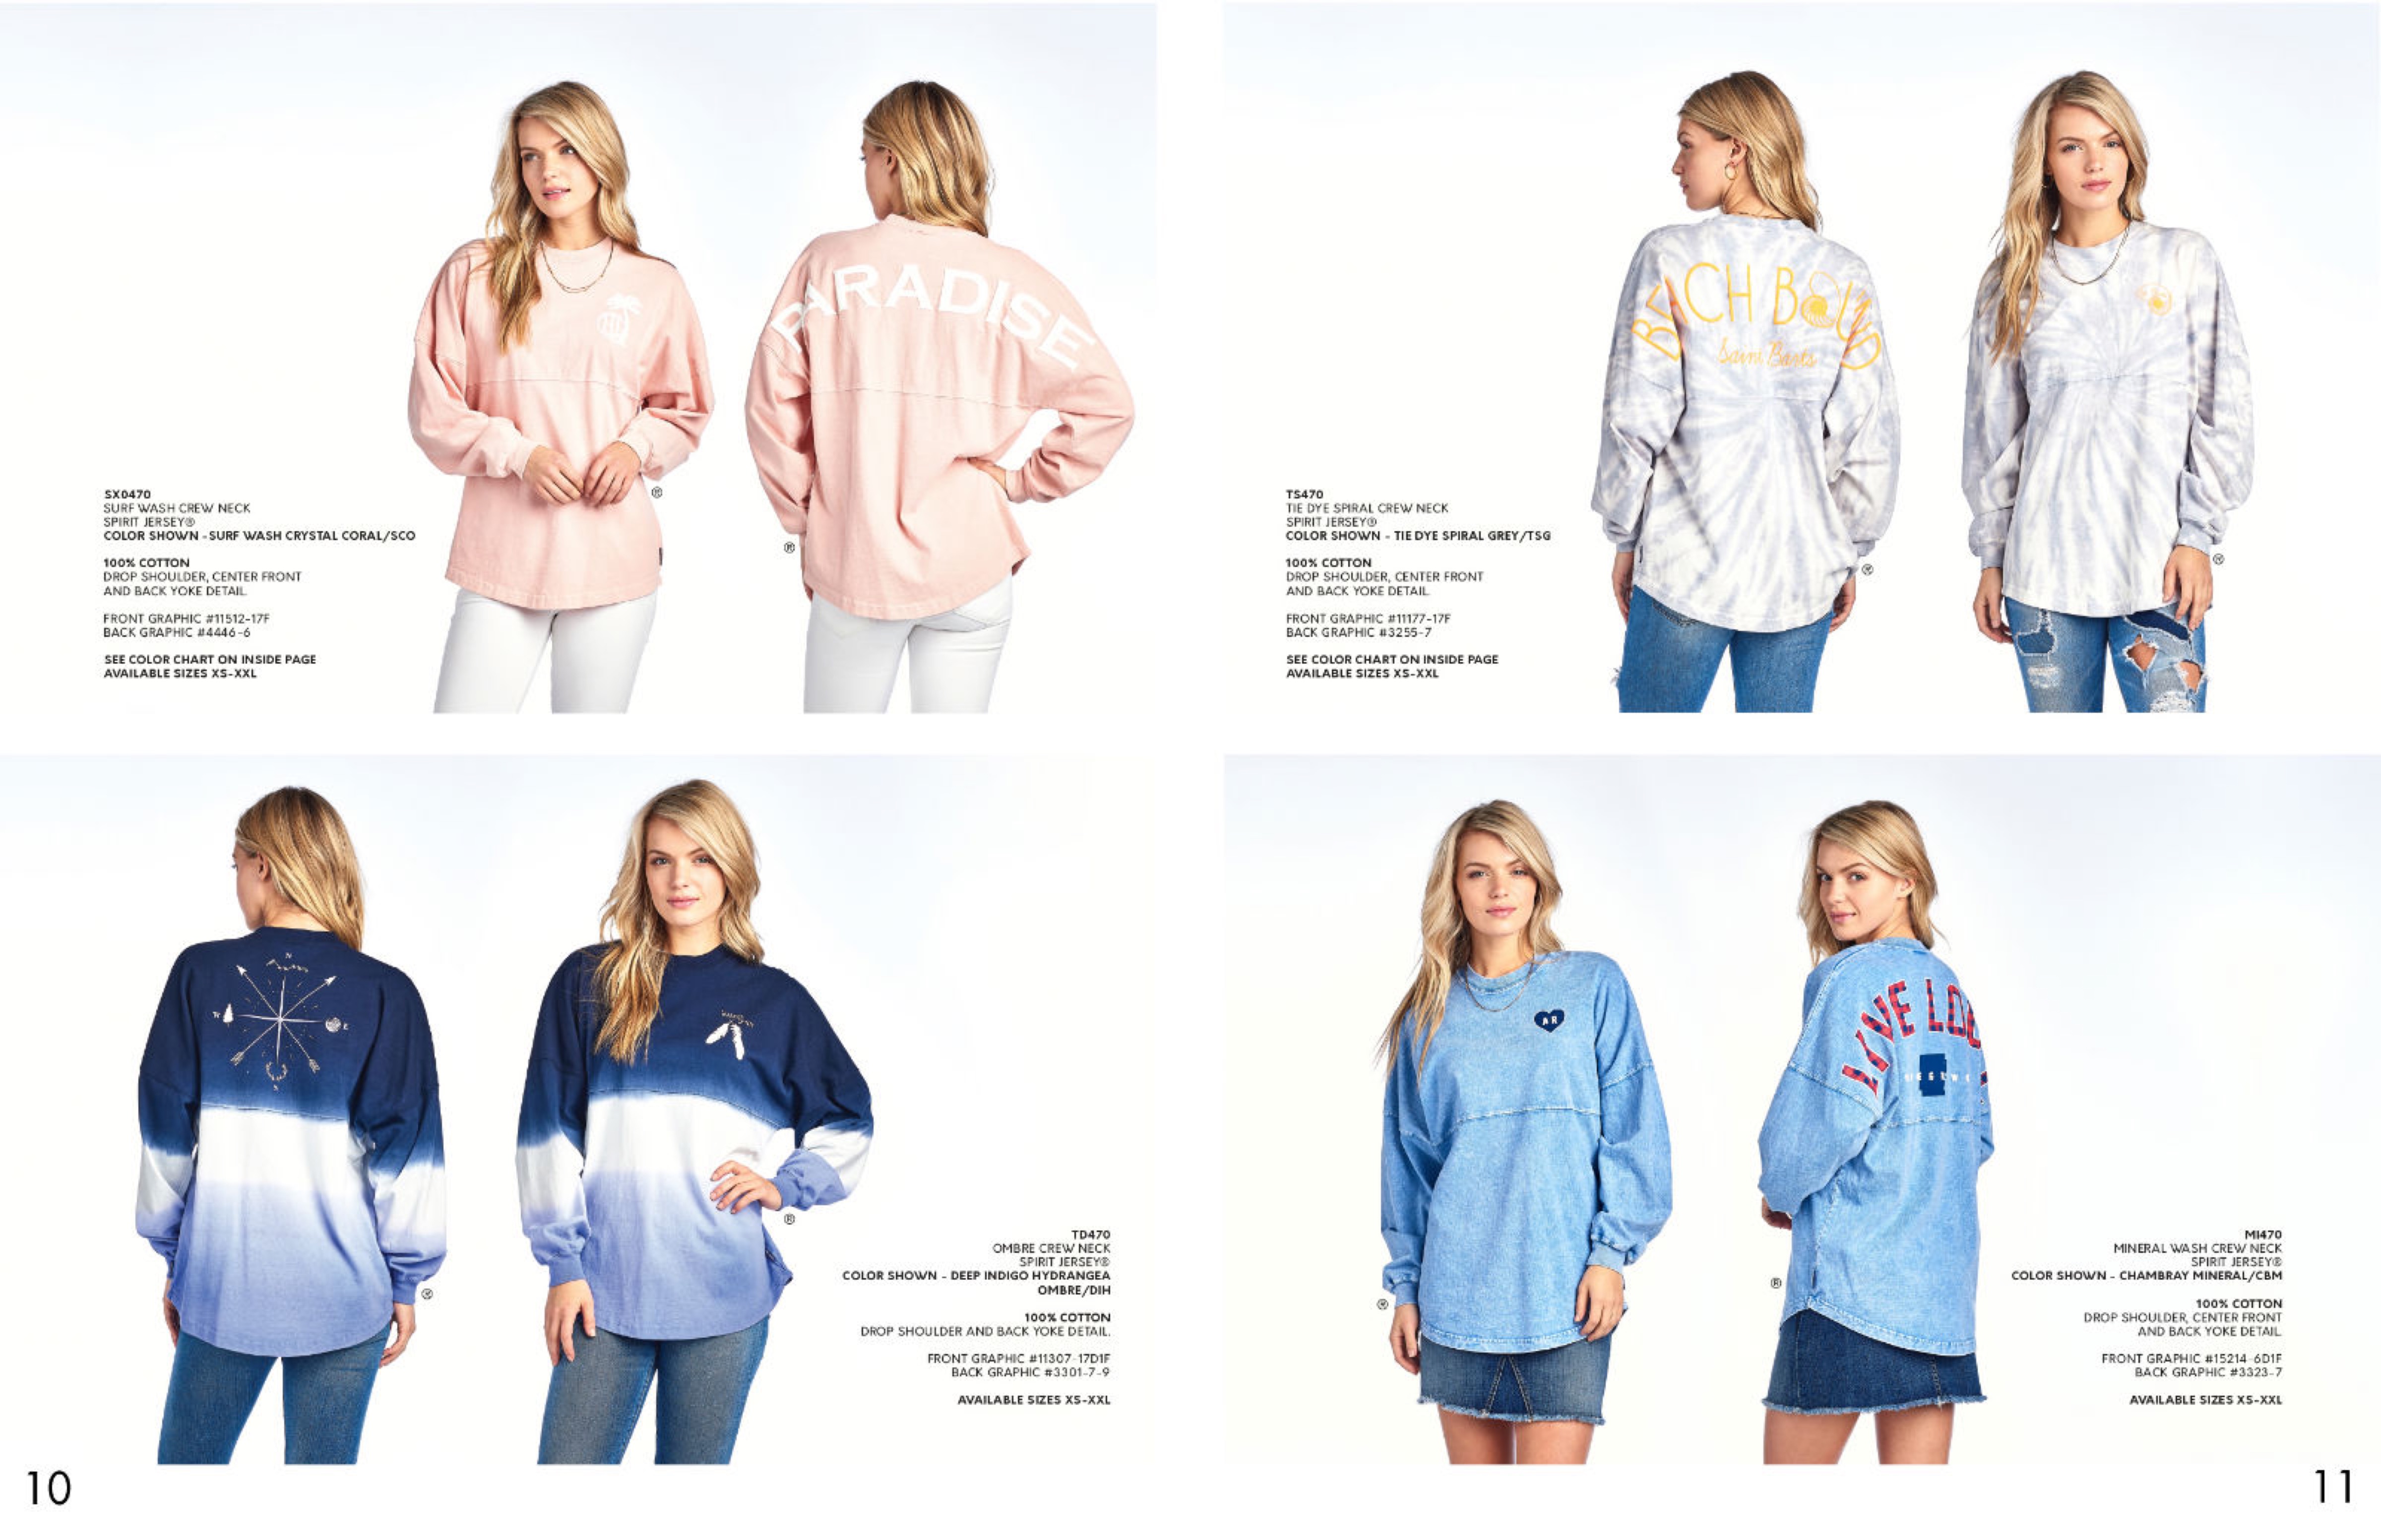 PARADISE
SX0470
SURF WASH CREW NECK
SPIRIT JERSEY®
COLOR SHOWN - SURF WASH CRYSTAL CORAL/SCO
100% COTTON
DROP SHOULDER, CENTER FRONT
AND BACK YOKE DETAIL
FRONT GRAPHIC #11512-17F
BACK GRAPHIC #4446-6
SEE COLOR CHART ON INSIDE PAGE
AVAILABLE SIZES XS-XXL
®
®
BEACH BOUND
Saint Barts
TS470
TIE DYE SPIRAL CREW NECK
SPIRIT JERSEY®
COLOR SHOWN - TIE DYE SPIRAL GREY/TSG
100% COTTON
DROP SHOULDER, CENTER FRONT
AND BACK YOKE DETAIL
FRONT GRAPHIC #11177-17F
BACK GRAPHIC #3255-7
SEE COLOR CHART ON INSIDE PAGE
AVAILABLE SIZES XS-XXL
®
®
N
E
S
®
®
TD470
OMBRE CREW NECK
SPIRIT JERSEY®
COLOR SHOWN - DEEP INDIGO HYDRANGEA
OMBRE/DIH
100% COTTON
DROP SHOULDER AND BACK YOKE DETAIL.
FRONT GRAPHIC #11307-17D1F
BACK GRAPHIC #3301-7-9
AVAILABLE SIZES XS-XXL
AR
®
®
MI470
MINERAL WASH CREW NECK
SPIRIT JERSEY®
COLOR SHOWN - CHAMBRAY MINERAL/CBM
100% COTTON
DROP SHOULDER, CENTER FRONT
AND BACK YOKE DETAIL
FRONT GRAPHIC #15214-6D1F
BACK GRAPHIC #3323-7
AVAILABLE SIZES XS-XXL
10
11